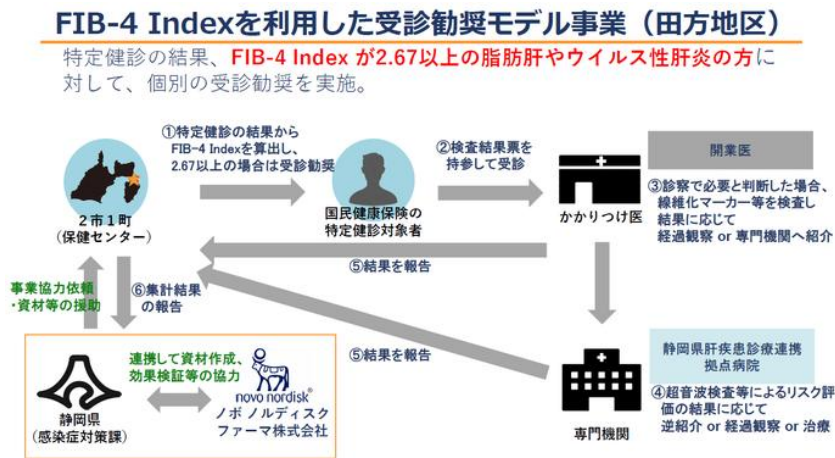 FIB-4 Indexを利用した受診勧奨モデル事業（田方地区）
特定健診の結果、FIB-4 Index が2.67以上の脂肪肝やウイルス性肝炎の方に
対して、個別の受診勧奨を実施。
①特定健診の結果から
FIB-4 Indexを算出し、
2.67以上の場合は受診勧奨
②検査結果票を
持参して受診
開業医
２市１町
（保健センター）
国民健康保険の
特定健診対象者
かかりつけ医
③診察で必要と判断した場合、
線維化マーカー等を検査し
結果に応じて
経過観察 or 専門機関へ紹介
⑤結果を報告
事業協力依頼
・資材等の援助
⑥集計結果
の報告
⑤結果を報告
静岡県肝疾患診療連携
拠点病院
連携して資材作成、
効果検証等の協力
novo nordisk®
静岡県
（感染症対策課）
ノボ ノルディスク
ファーマ株式会社
専門機関
④超音波検査等によるリスク評
価の結果に応じて
逆紹介 or 経過観察 or 治療